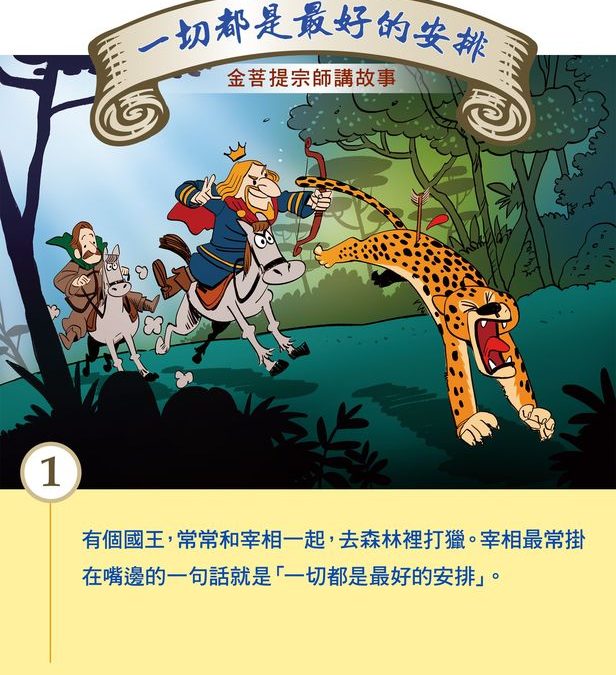 一切都是最好的安排
金菩提宗師講故事
1
有個國王，常常和宰相一起，去森林裡打獵。宰相最常掛
在嘴邊的一句話就是「一切都是最好的安排」。